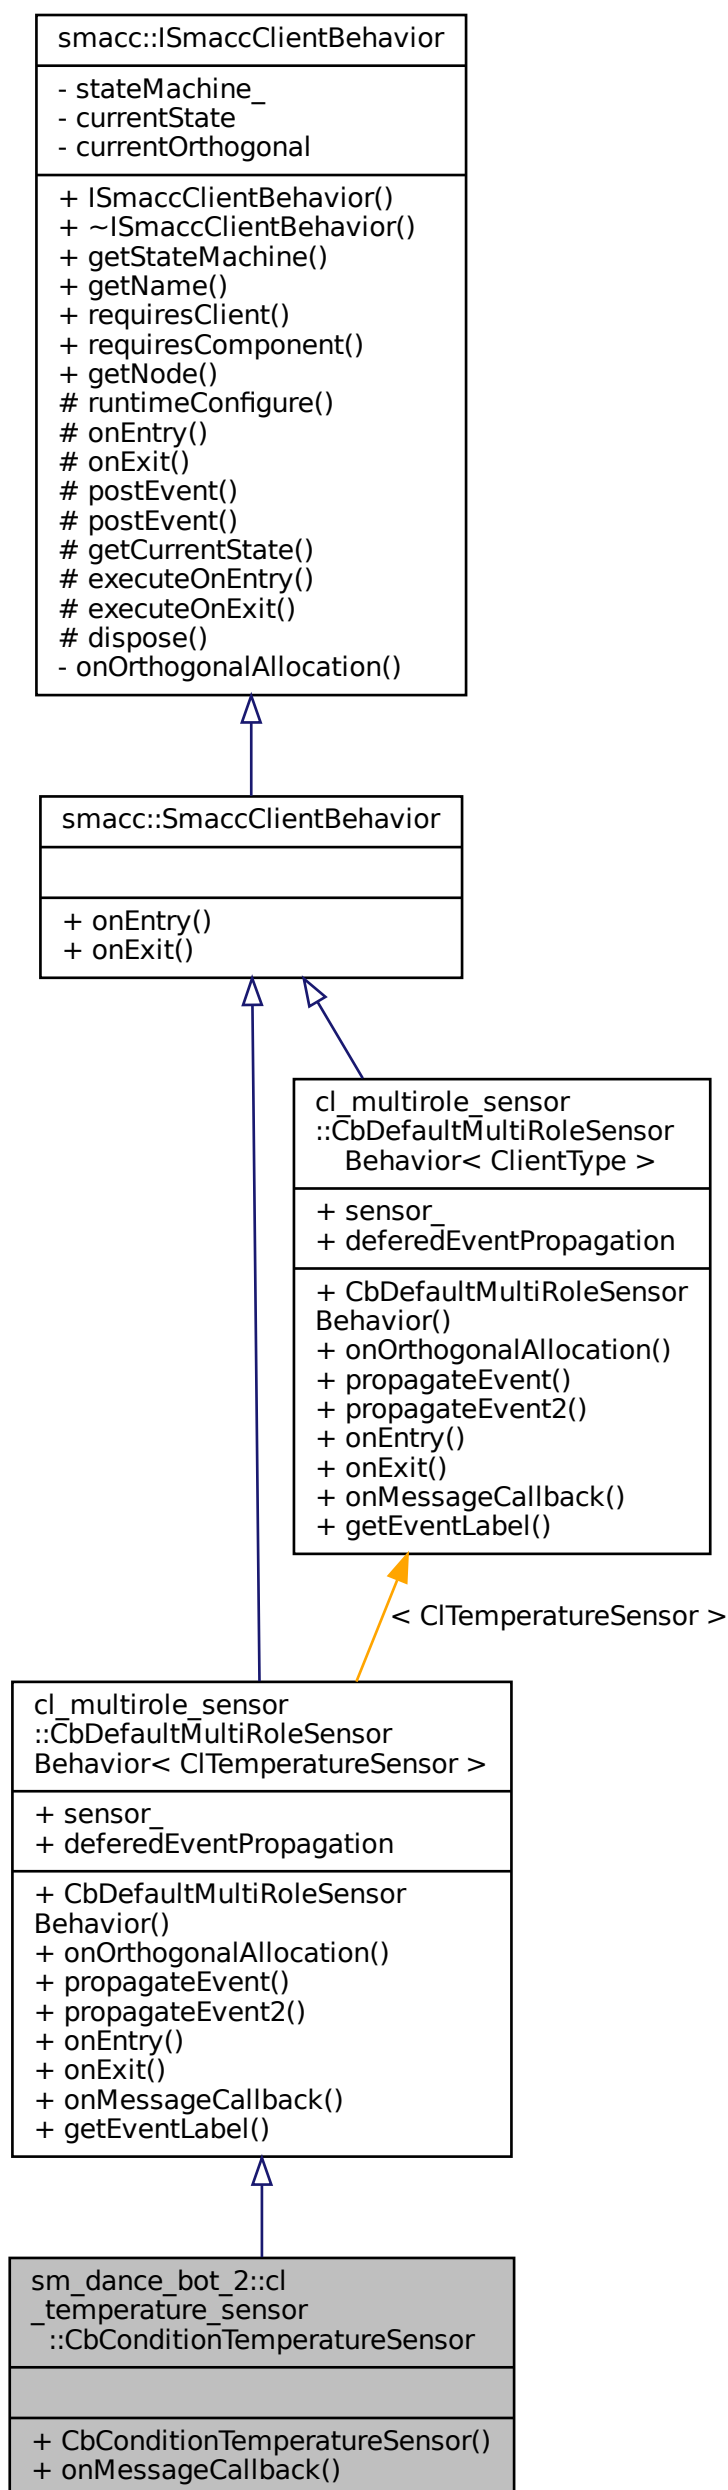 smacc::ISmaccClientBehavior
- stateMachine_
- currentState
- currentOrthogonal
+ ISmaccClientBehavior()
+ ~ISmaccClientBehavior()
+ getStateMachine()
+ getName()
+ requiresClient()
+ requiresComponent()
+ getNode()
# runtimeConfigure()
# onEntry()
# onExit()
# postEvent()
# postEvent()
# getCurrentState()
# executeOnEntry()
# executeOnExit()
# dispose()
- onOrthogonalAllocation()
smacc::SmaccClientBehavior
+ onEntry()
+ onExit()
cl_multirole_sensor
::CbDefaultMultiRoleSensor
Behavior< ClientType >
+ sensor_
+ deferedEventPropagation
+ CbDefaultMultiRoleSensor
Behavior()
+ onOrthogonalAllocation()
+ propagateEvent()
+ propagateEvent2()
+ onEntry()
+ onExit()
+ onMessageCallback()
+ getEventLabel()
< ClTemperatureSensor >
cl_multirole_sensor
::CbDefaultMultiRoleSensor
Behavior< ClTemperatureSensor >
+ sensor_
+ deferedEventPropagation
+ CbDefaultMultiRoleSensor
Behavior()
+ onOrthogonalAllocation()
+ propagateEvent()
+ propagateEvent2()
+ onEntry()
+ onExit()
+ onMessageCallback()
+ getEventLabel()
sm_dance_bot_2::cl
_temperature_sensor
::CbConditionTemperatureSensor
+ CbConditionTemperatureSensor()
+ onMessageCallback()